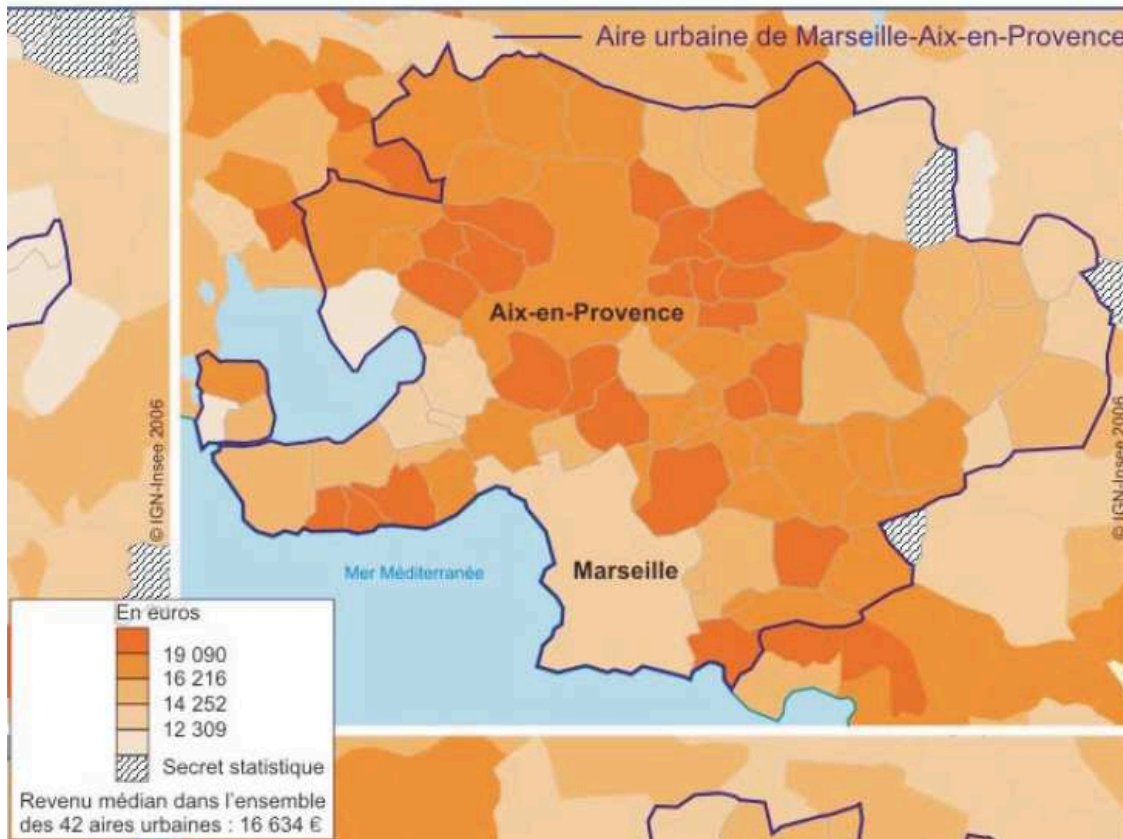 Aire urbaine de Marseille-Aix-en-Provence
Aix-en-Provence
© IGN-Insee 2006
© IGN-Insee 2006
Marseille
Mer Méditerranée
En euros
19 090
16 216
14 252
12 309
Secret statistique
Revenu médian dans l'ensemble
des 42 aires urbaines : 16 634 €